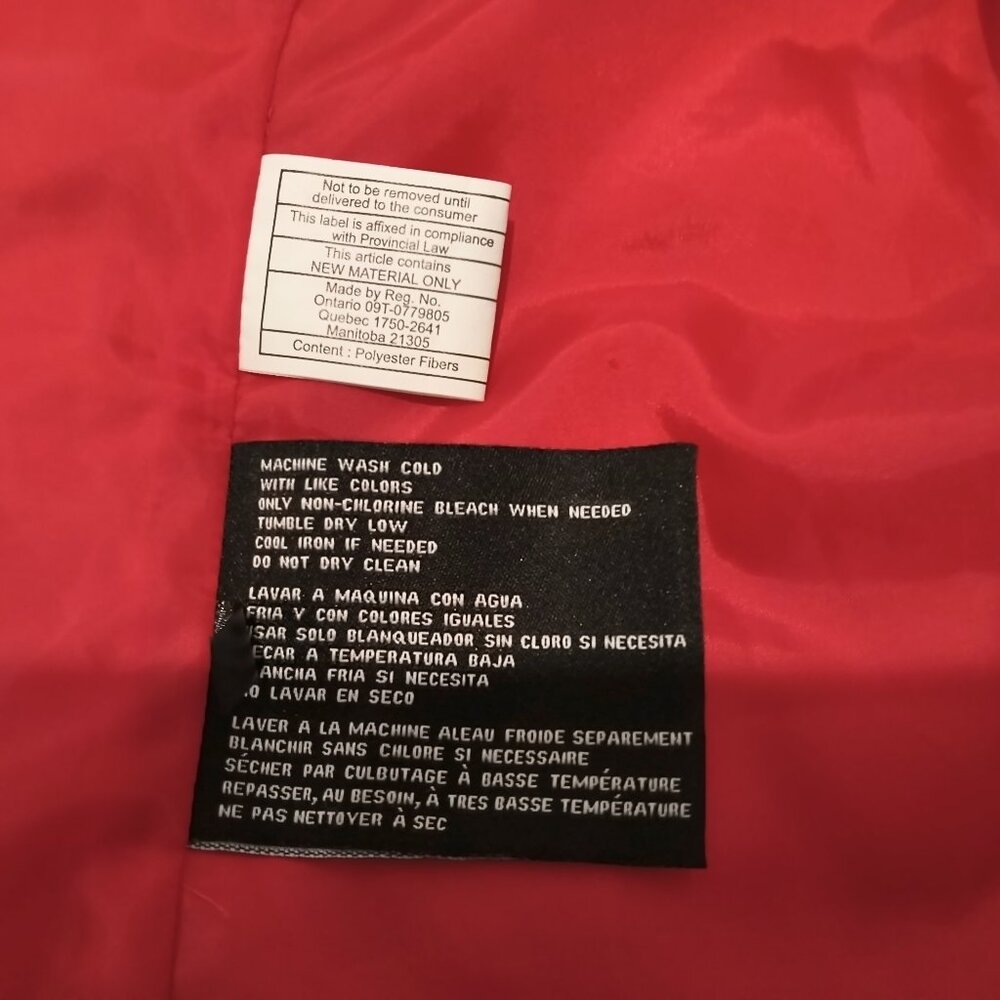 Not to be removed until
delivered to the consumer
This label is affixed in compliance
with Provincial Law
This article contains
NEW MATERIAL ONLY
Made by Reg. No.
Ontario 09T-0779805
Quebec 1750-2641
Manitoba 21305
Content : Polyester Fibers
MACHINE WASH COLD
WITH LIKE COLORS
ONLY NON-CHLORINE BLEACH WHEN NEEDED
TUMBLE DRY LOW
COOL IRON IF NEEDED
DO NOT DRY CLEAN
LAVAR A MAQUINA CON AGUA
FRIA Y CON COLORES IGUALES
SOLO BLANQUEADOR SIN CLORO SI NECESITA
A TEMPERATURA BAJA
FRIA SI NECESITA
LAVAR EN SECO
LAVER A LA MACHINE ALEAU FROIDE SEPAREMENT
BLANCHIR SANS CHLORE SI NECESSAIRE
SÉCHER PAR CULBUTAGE À BASSE TEMPÉRATURE
REPASSER, AU BESOIN, À TRES BASSE TEMPÉRATURE
NE PAS NETTOYER À SEC